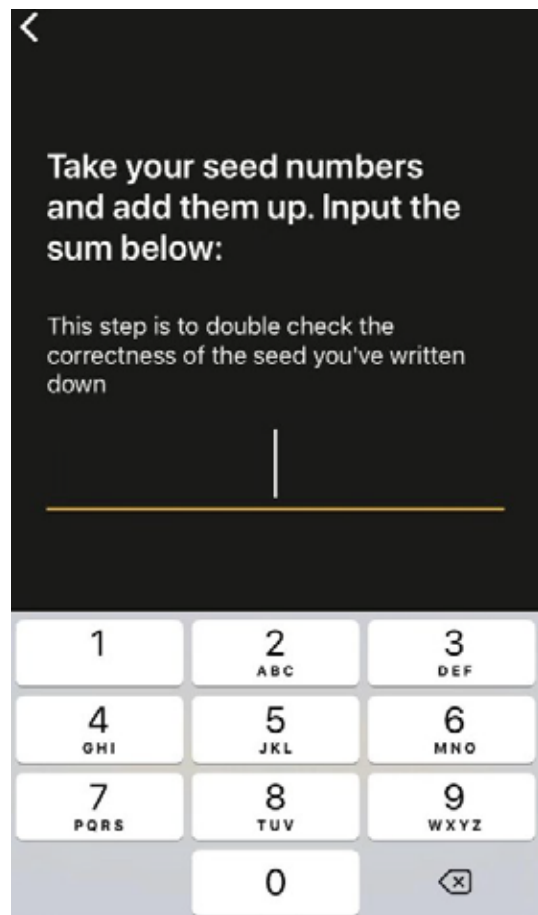 Take your seed numbers
and add them up. Input the
sum below:
This step is to double check the
correctness of the seed you've written
down
1
2
ABC
3
DEF
4
GHI
5
JKL
6
MNO
7
PQRS
8
TUV
9
WXYZ
0